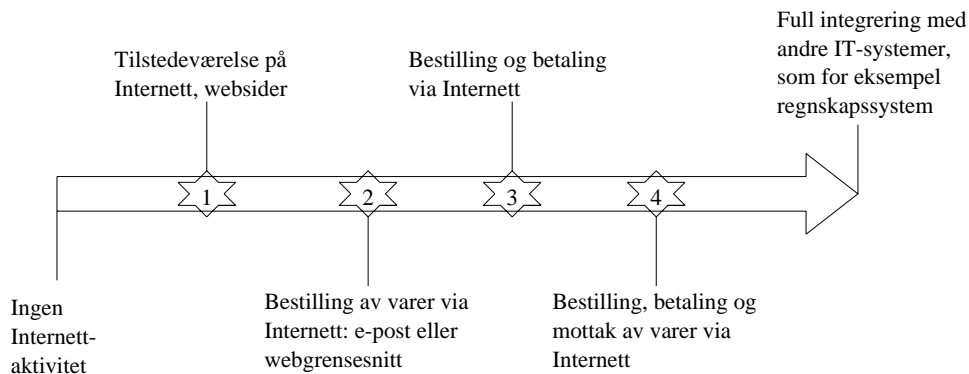 Full integrering med
andre IT-systemer,
som for eksempel
regnskapssystem
Tilstedeværelse på
Internett, websider
Bestilling og betaling
via Internett
1
2
3
4
Ingen
Internett-
aktivitet
Bestilling av varer via
Internett: e-post eller
webgrensesnitt
Bestilling, betaling og
mottak av varer via
Internett